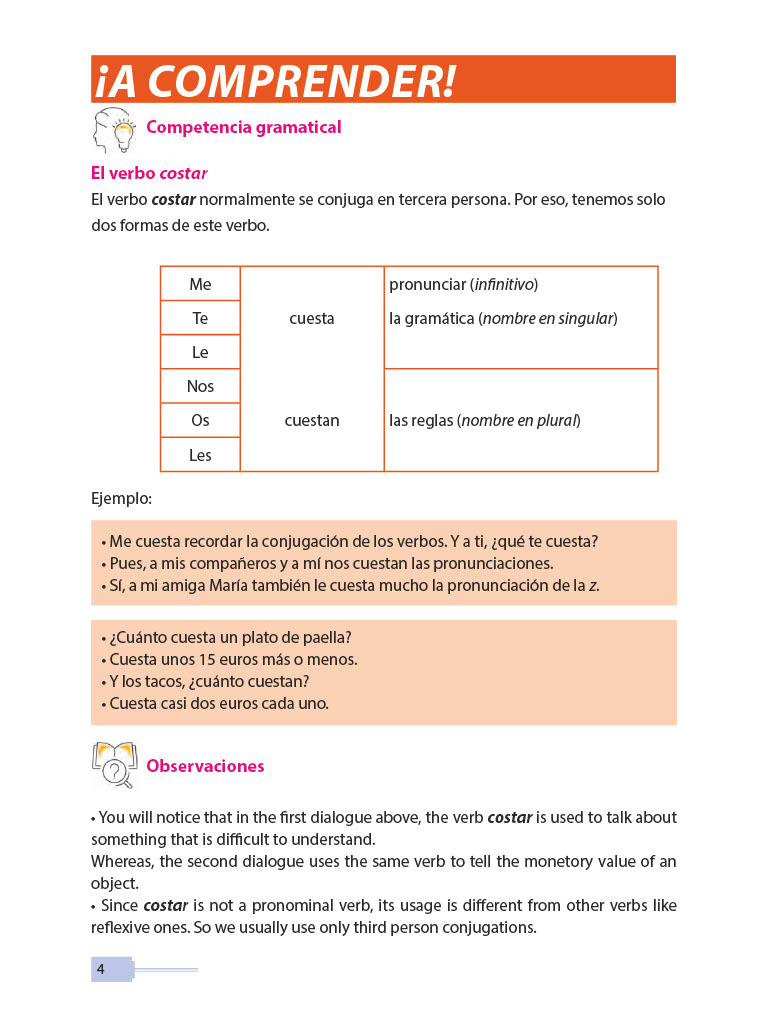 ¡A COMPRENDER!
Competencia gramatical
El verbo costar
El verbo costar normalmente se conjuga en tercera persona. Por eso, tenemos solo
dos formas de este verbo.
Me
pronunciar (infinitivo)
Te
cuesta
la gramática (nombre en singular)
Le
Nos
Os
cuestan
las reglas (nombre en plural)
Les
Ejemplo:
• Me cuesta recordar la conjugación de los verbos. Y a ti, ¿qué te cuesta?
• Pues, a mis compañeros y a mí nos cuestan las pronunciaciones.
• Sí, a mi amiga María también le cuesta mucho la pronunciación de la z.
• ¿Cuánto cuesta un plato de paella?
• Cuesta unos 15 euros más o menos.
• Y los tacos, ¿cuánto cuestan?
• Cuesta casi dos euros cada uno.
Observaciones
• You will notice that in the first dialogue above, the verb costar is used to talk about
something that is difficult to understand.
Whereas, the second dialogue uses the same verb to tell the monetory value of an
object.
• Since costar is not a pronominal verb, its usage is different from other verbs like
reflexive ones. So we usually use only third person conjugations.
4